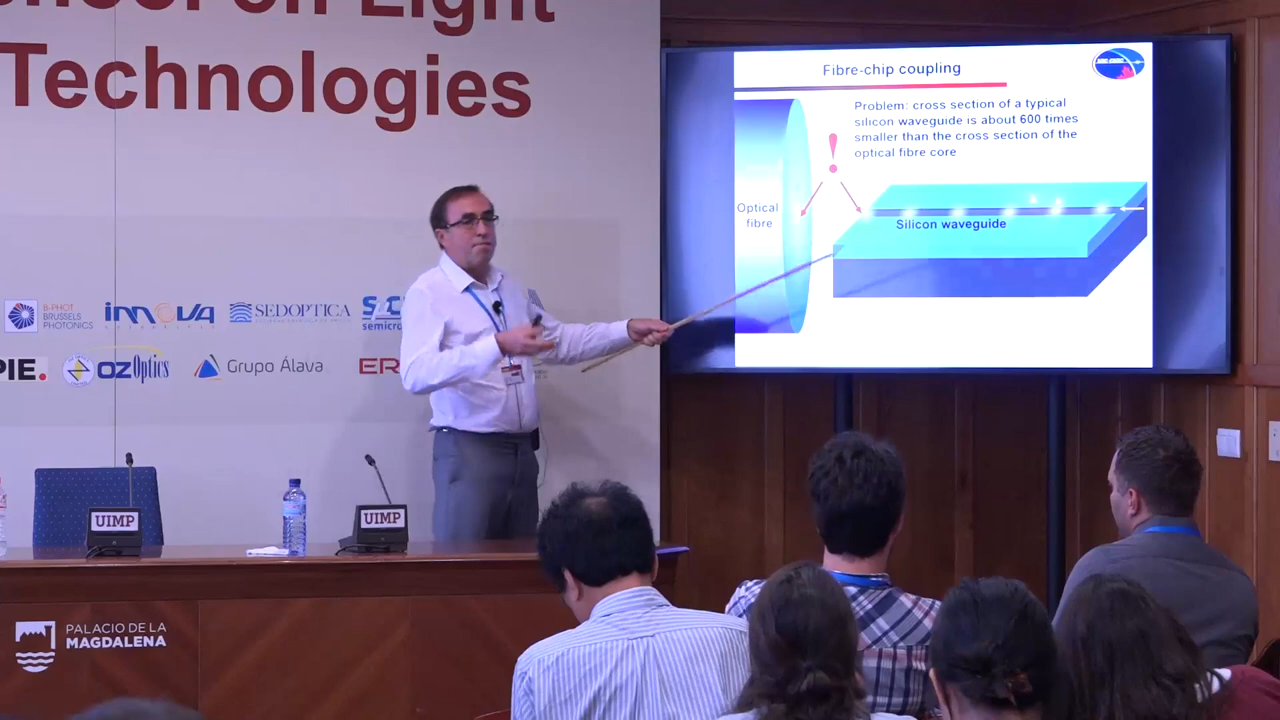 Technologies
B-PHOT
BRUSSELS
PHOTONICS
INNOVA
SEDOPTICA
PIE.
OZ Optics
Grupo Álava
UIMP
UIMP
PALACIO DE LA
MAGDALENA
Fibre-chip coupling
Problem: cross section of a typical
silicon waveguide is about 600 times
smaller than the cross section of the
optical fibre core
!
Optical
fibre
Silicon waveguide